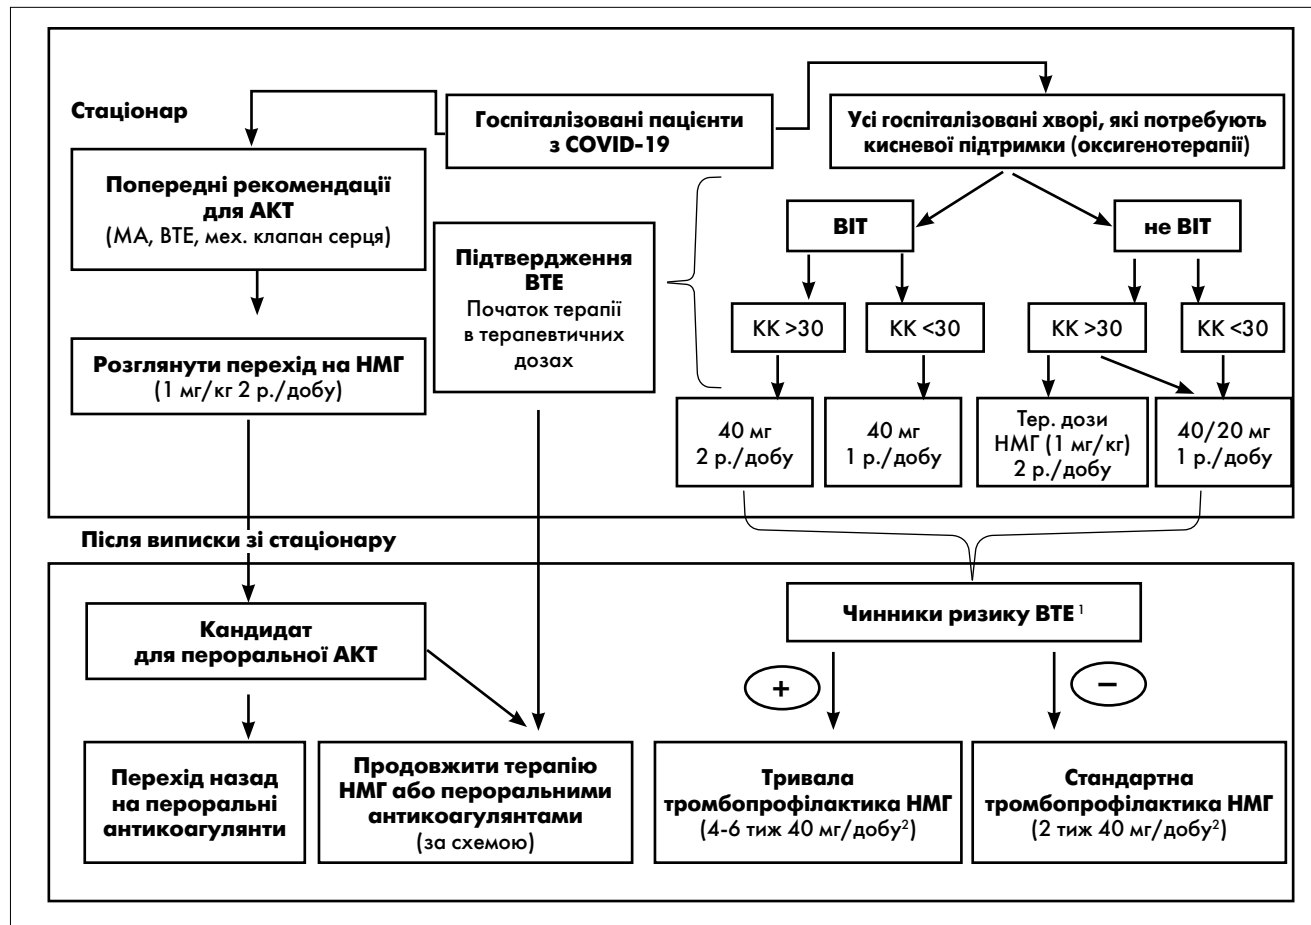 Стаціонар
Госпіталізовані пацієнти
з COVID-19
Усі госпіталізовані хворі, які потребують
кисневої підтримки (оксигенотерапії)
Попередні рекомендації
для АКТ
(МА, ВТЕ, мех. клапан серця)
Підтвердження
ВТЕ
Початок терапії
в терапевтичних
дозах
ВІТ
не ВІТ
КК >30
КК <30
КК >30
КК <30
Розглянути перехід на НМГ
(1 мг/кг 2 р./добу)
40 мг
2 р./добу
40 мг
1 р./добу
Тер. дози
НМГ (1 мг/кг)
2 р./добу
40/20 мг
1 р./добу
Після виписки зі стаціонару
Кандидат
для пероральної АКТ
Чинники ризику ВТЕ ¹
+
−
Перехід назад
на пероральні
антикоагулянти
Продовжити терапію
НМГ або пероральними
антикоагулянтами
(за схемою)
Тривала
тромбопрофілактика НМГ
(4-6 тиж 40 мг/добу²)
Стандартна
тромбопрофілактика НМГ
(2 тиж 40 мг/добу²)